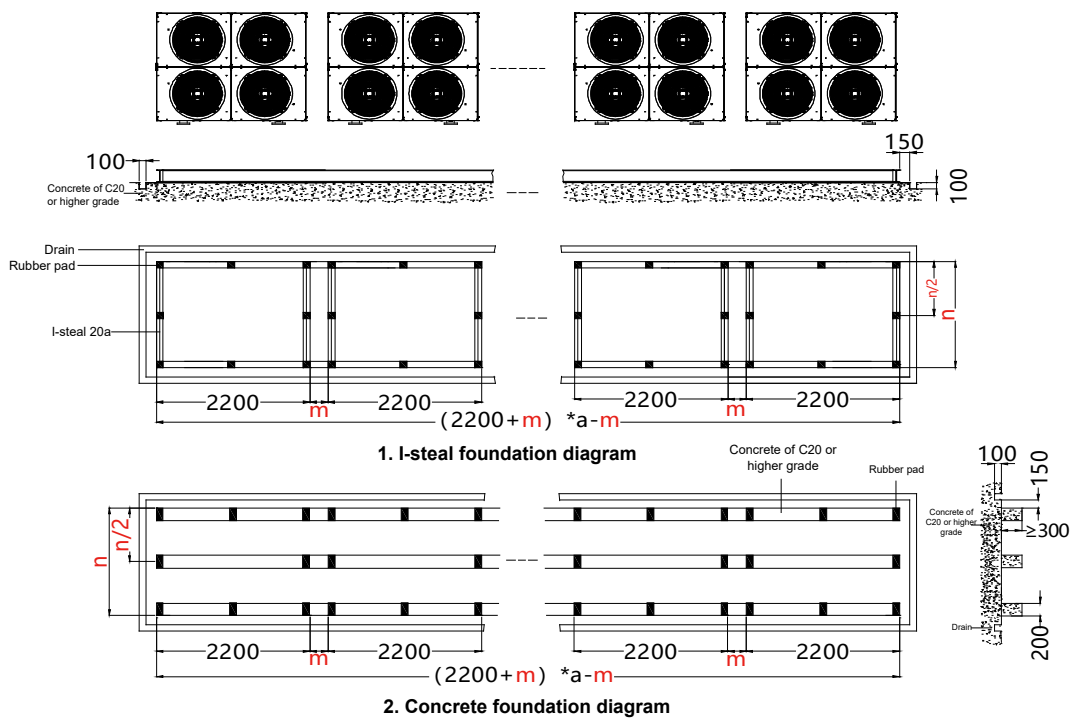 100
150
Concrete of C20
or higher grade
100
Drain
Rubber pad
I-steal 20a
n/2
n
2200
m
2200
2200
m
2200
(2200+m) *a-m
1. I-steal foundation diagram
Concrete of C20 or
higher grade
Rubber pad
100
150
n/2
n
Concrete of
C20 or higher
grade
≥300
Drain
200
2200
m
2200
2200
m
2200
(2200+m) *a-m
2. Concrete foundation diagram